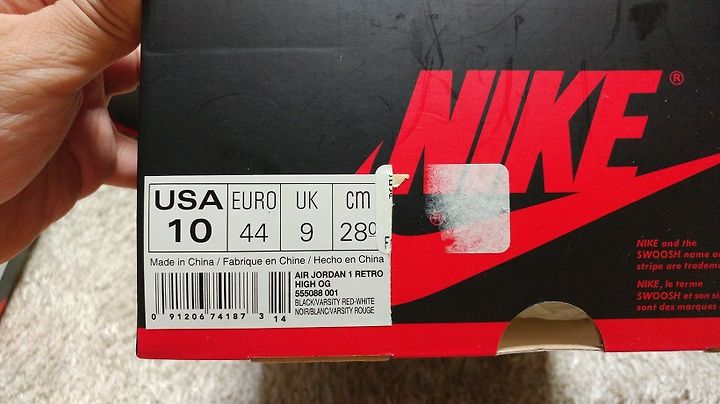 NIKE®
USA EURO UK cm
10 44 9 28
Made in China / Fabrique en Chine / Hecho en China
AIR JORDAN 1 RETRO
HIGH OG
555088 001
BLACK/VARSITY RED-WHITE
NOIR/BLANC/VARSITY ROUGE
0 91206 74187 3 14
NIKE and the
SWOOSH name
stripe are
NIKE, le terme
SWOOSH et son
sont des marques